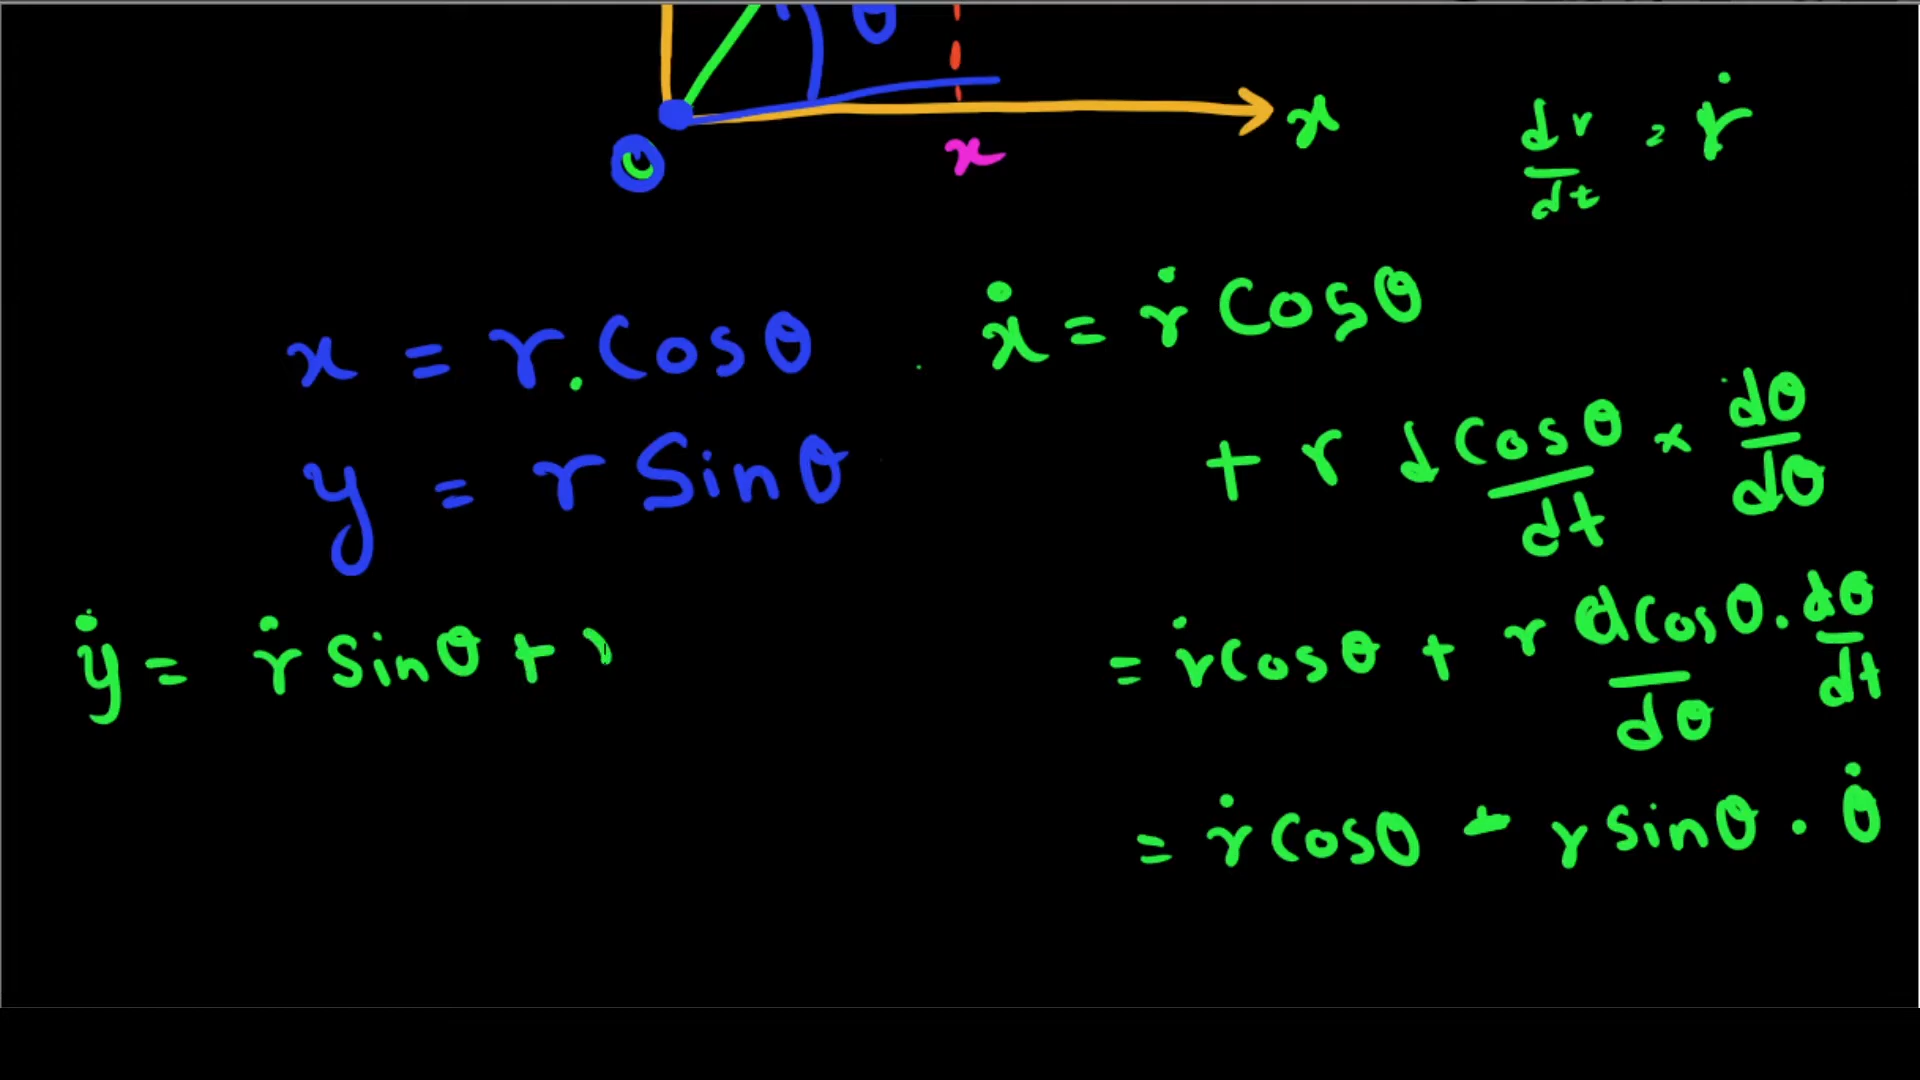 θ
x
O
x
dr/dt = ṙ
x = r.Cosθ
ẋ = ṙ Cosθ
+ r dCosθ/dt × dθ/dθ
y = r Sinθ
= ṙCosθ + r dCosθ/dθ . dθ/dt
ẏ = ṙ Sinθ +
= ṙ Cosθ - r Sinθ . θ̇